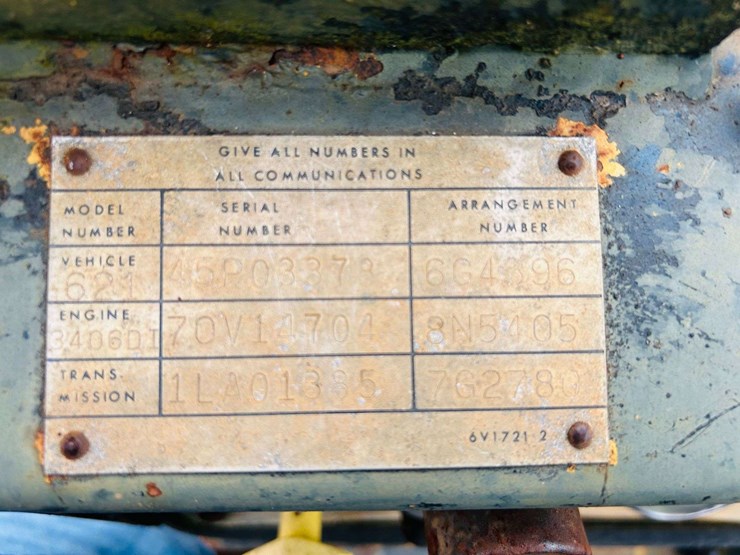 GIVE ALL NUMBERS IN
ALL COMMUNICATIONS
MODEL NUMBER SERIAL NUMBER ARRANGEMENT NUMBER
VEHICLE 621
ENGINE 3406DI 70V14704 8N5405
TRANS- MISSION
6V1721 2